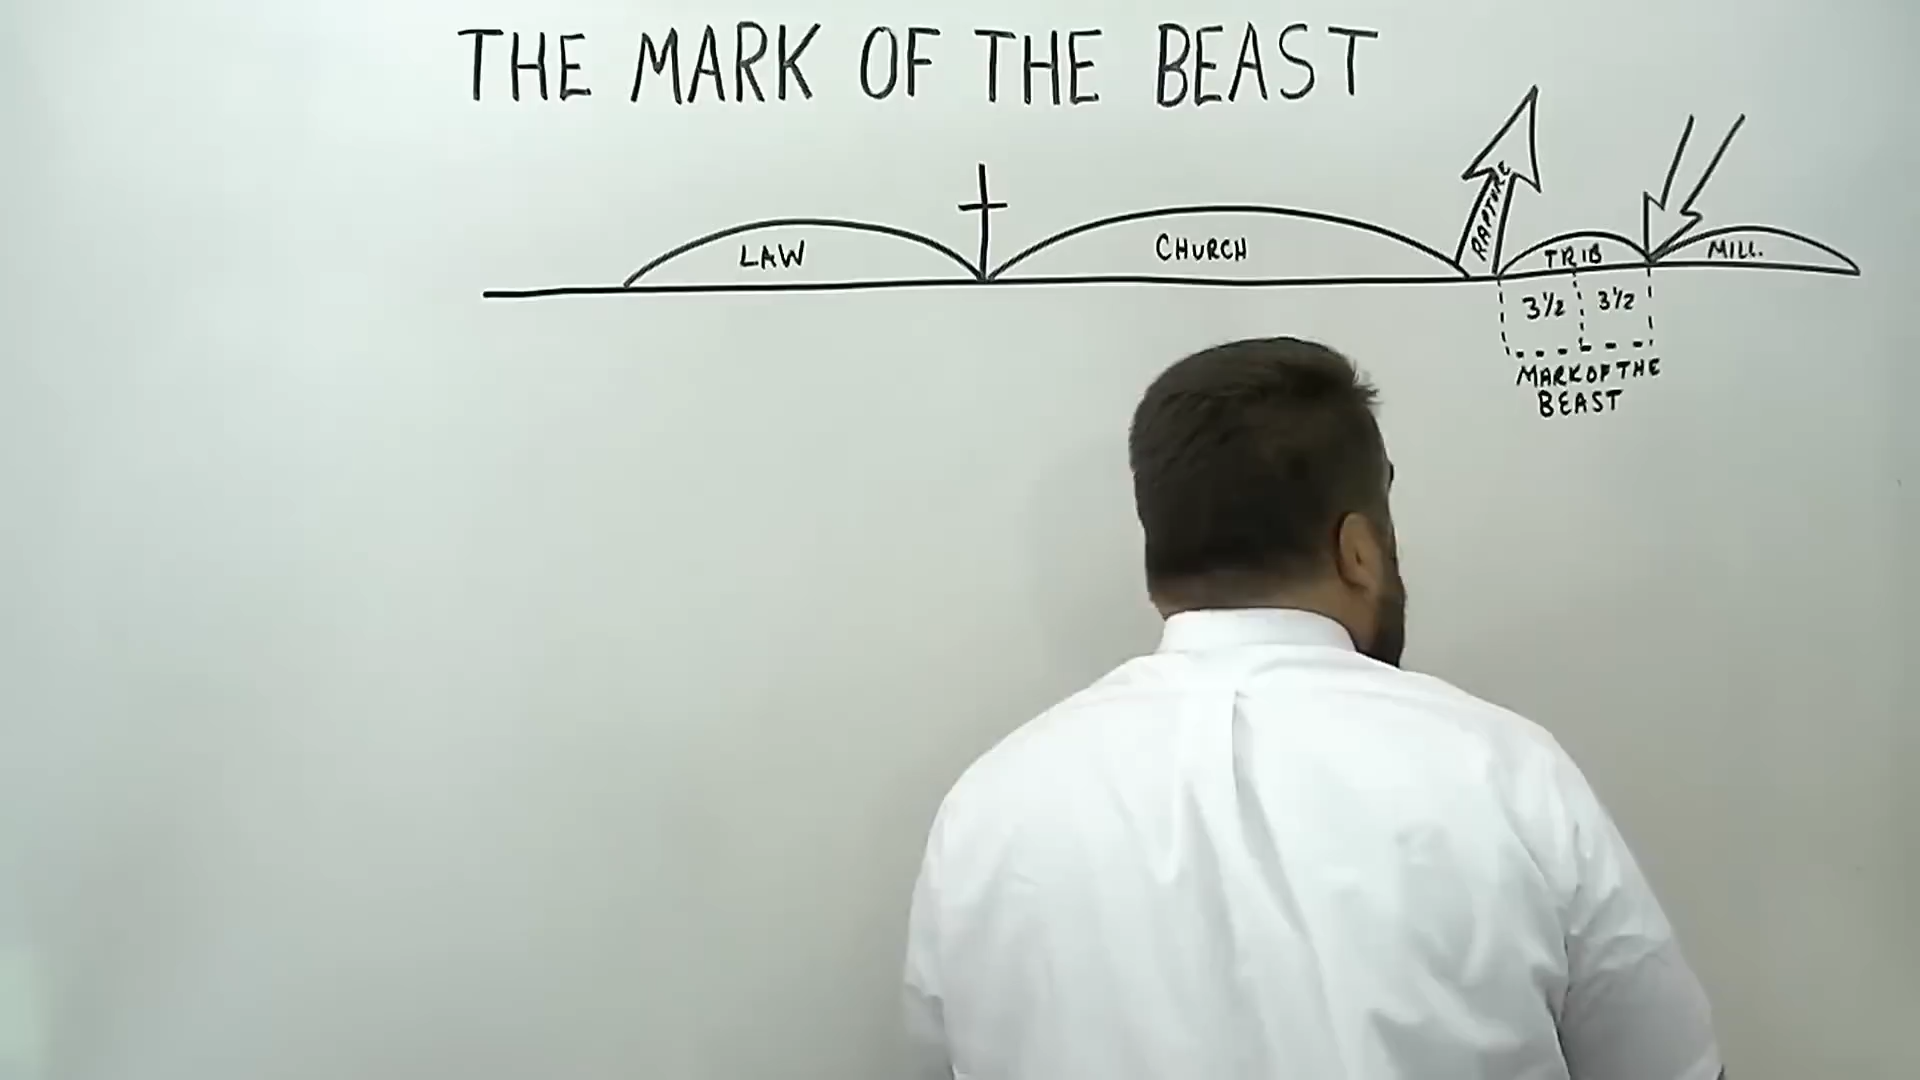 THE MARK OF THE BEAST
LAW
CHURCH
RAPTURE
TRIB
MILL.
3½ 3½
MARK OF THE
BEAST